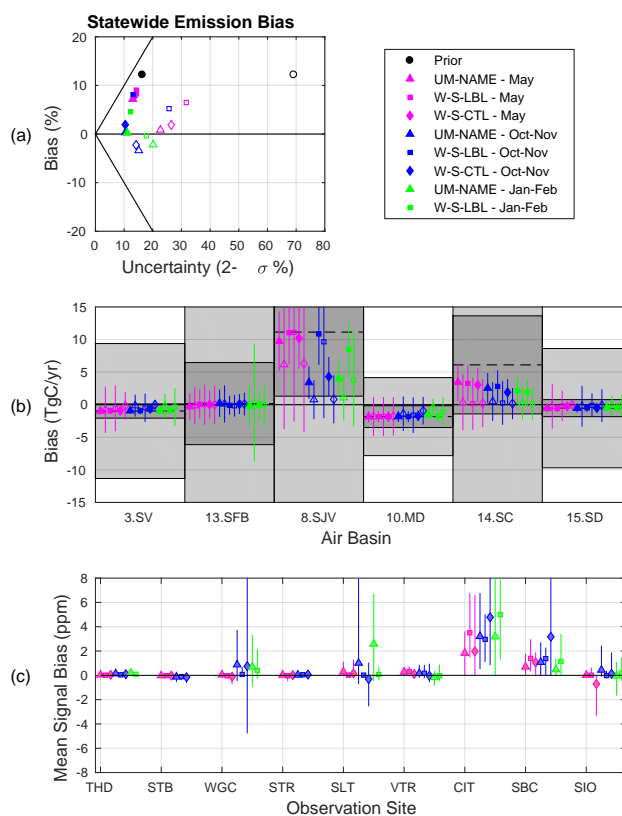 Statewide Emission Bias
20
10
0
-10
-20
Bias (%)
(a)
0 10 20 30 40 50 60 70 80
Uncertainty (2- σ %)
Prior
UM-NAME - May
W-S-LBL - May
W-S-CTL - May
UM-NAME - Oct-Nov
W-S-LBL - Oct-Nov
W-S-CTL - Oct-Nov
UM-NAME - Jan-Feb
W-S-LBL - Jan-Feb
15
10
5
0
-5
-10
-15
Bias (TgC/yr)
(b)
3.SV 13.SFB 8.SJV 10.MD 14.SC 15.SD
Air Basin
8
6
4
2
0
-2
-4
-6
-8
Mean Signal Bias (ppm)
(c)
THD STB WGC STR SLT VTR CIT SBC SIO
Observation Site